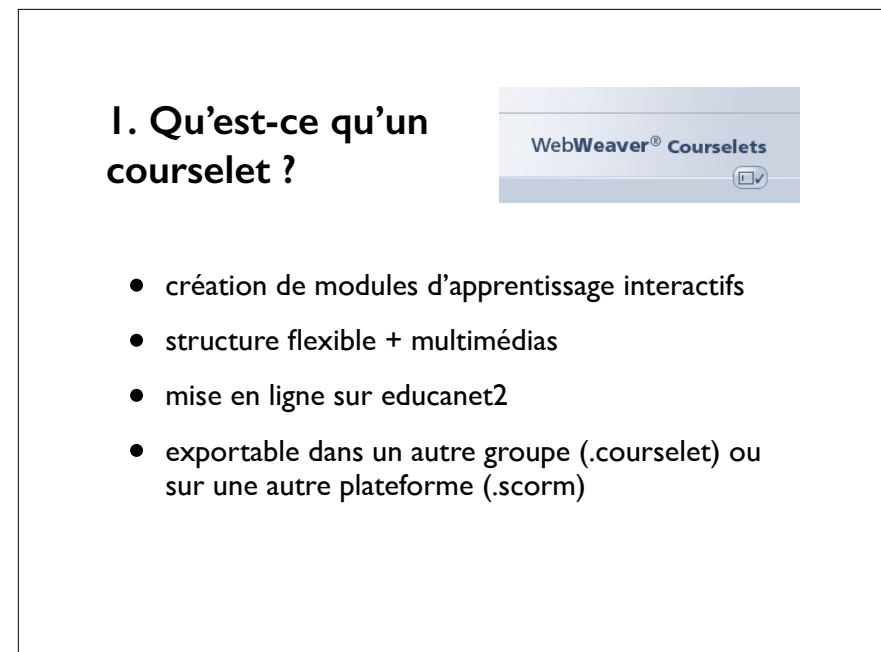 1. Qu’est-ce qu’un
courselet ?
WebWeaver® Courselets
• création de modules d’apprentissage interactifs
• structure flexible + multimédias
• mise en ligne sur educanet2
• exportable dans un autre groupe (.courselet) ou
sur une autre plateforme (.scorm)